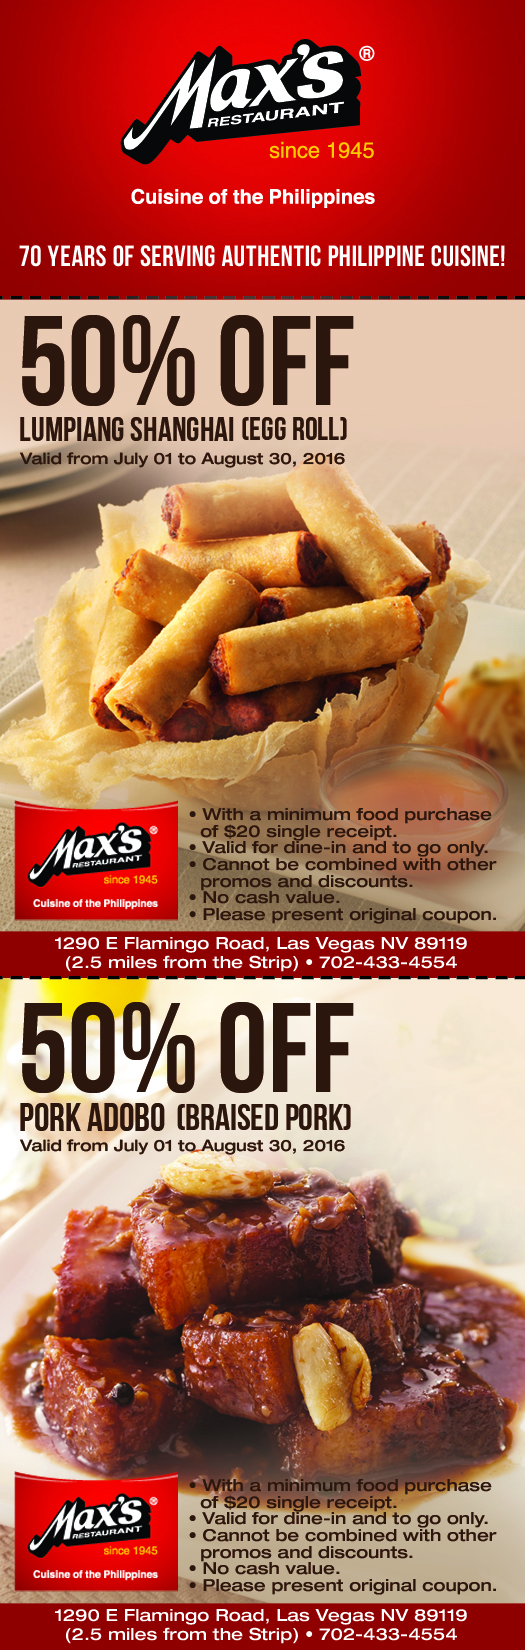 Max's®
RESTAURANT
since 1945
Cuisine of the Philippines
70 YEARS OF SERVING AUTHENTIC PHILIPPINE CUISINE!
50% OFF
LUMPIANG SHANGHAI (EGG ROLL)
Valid from July 01 to August 30, 2016
Max's®
RESTAURANT
since 1945
Cuisine of the Philippines
• With a minimum food purchase
of $20 single receipt.
• Valid for dine-in and to go only.
• Cannot be combined with other
promos and discounts.
• No cash value.
• Please present original coupon.
1290 E Flamingo Road, Las Vegas NV 89119
(2.5 miles from the Strip) • 702-433-4554
50% OFF
PORK ADOBO (BRAISED PORK)
Valid from July 01 to August 30, 2016
Max's®
RESTAURANT
since 1945
Cuisine of the Philippines
• With a minimum food purchase
of $20 single receipt.
• Valid for dine-in and to go only.
• Cannot be combined with other
promos and discounts.
• No cash value.
• Please present original coupon.
1290 E Flamingo Road, Las Vegas NV 89119
(2.5 miles from the Strip) • 702-433-4554